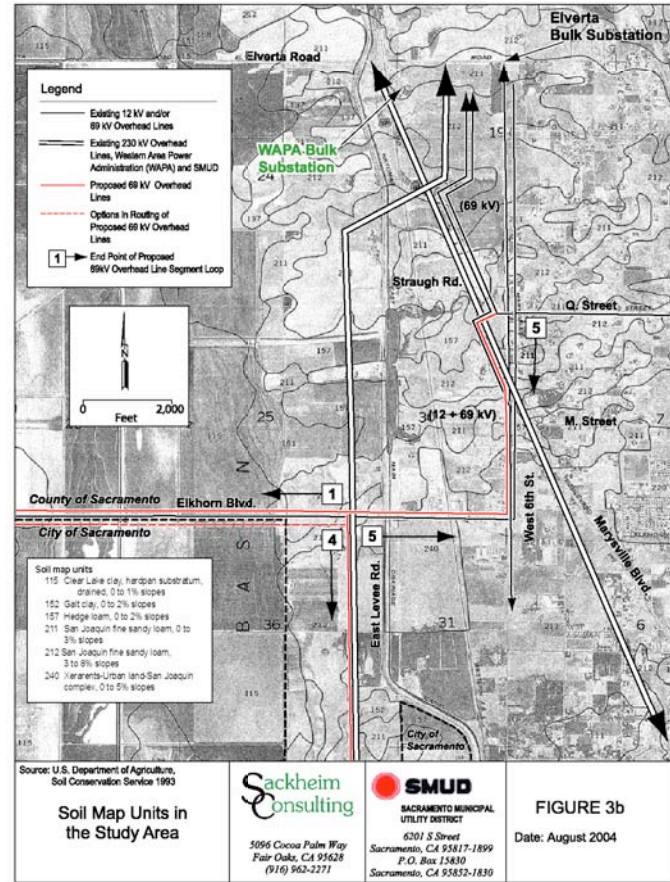 Elverta Road
Elverta
Bulk Substation
ROAD
Legend
Existing 12 kV and/or
69 kV Overhead Lines
Existing 230 kV Overhead
Lines, Western Area Power
Administration (WAPA) and SMUD
Proposed 69 kV Overhead
Lines
Options In Routing of
Proposed 69 kV Overhead
Lines
1 End Point of Proposed
69kV Overhead Line Segment Loop
WAPA Bulk
Substation
(69 kV)
Straugh Rd.
Q. Street
5
N
0 2,000
Feet
(12 + 69 kV)
M. Street
25
1
County of Sacramento
Elkhorn Blvd.
City of Sacramento
4
5
East Levee Rd.
West 6th St.
Marysville Blvd.
B A S I N
36
31
6
240
115
152
Soil map units
115 Clear Lake clay, hardpan substratum,
drained, 0 to 1% slopes
152 Galt clay, 0 to 2% slopes
157 Hedge loam, 0 to 2% slopes
211 San Joaquin fine sandy loam, 0 to
3% slopes
212 San Joaquin fine sandy loam,
3 to 8% slopes
240 Xerarents-Urban land-San Joaquin
complex, 0 to 5% slopes
City of
Sacramento
Source: U.S. Department of Agriculture,
Soil Conservation Service 1993
Soil Map Units in
the Study Area
Sackheim
Consulting
5096 Cocoa Palm Way
Fair Oaks, CA 95628
(916) 962-2271
SMUD
SACRAMENTO MUNICIPAL
UTILITY DISTRICT
6201 S Street
Sacramento, CA 95817-1899
P.O. Box 15830
Sacramento, CA 95852-1830
FIGURE 3b
Date: August 2004